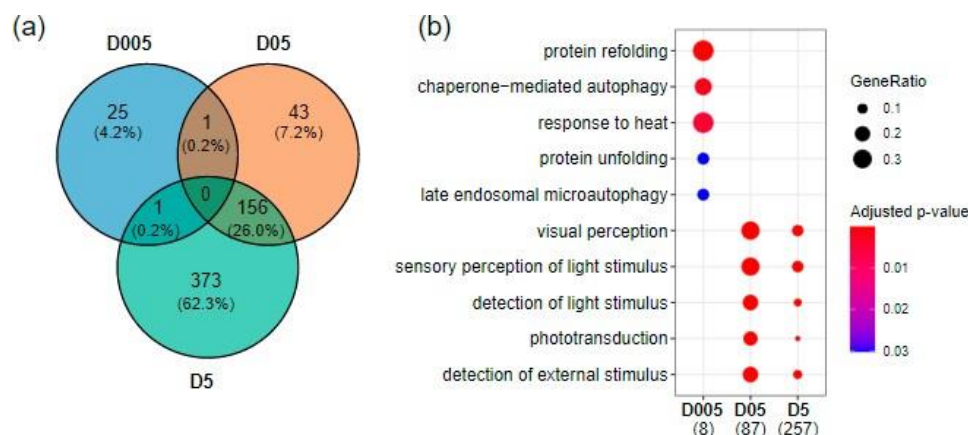 (a)
D005
D05
25
(4.2%)
1
(0.2%)
43
(7.2%)
0
1
(0.2%)
156
(26.0%)
373
(62.3%)
D5
(b)
protein refolding
chaperone-mediated autophagy
response to heat
protein unfolding
late endosomal microautophagy
visual perception
sensory perception of light stimulus
detection of light stimulus
phototransduction
detection of external stimulus
D005 D05 D5
(8) (87) (257)
GeneRatio
0.1
0.2
0.3
Adjusted p-value
0.01
0.02
0.03